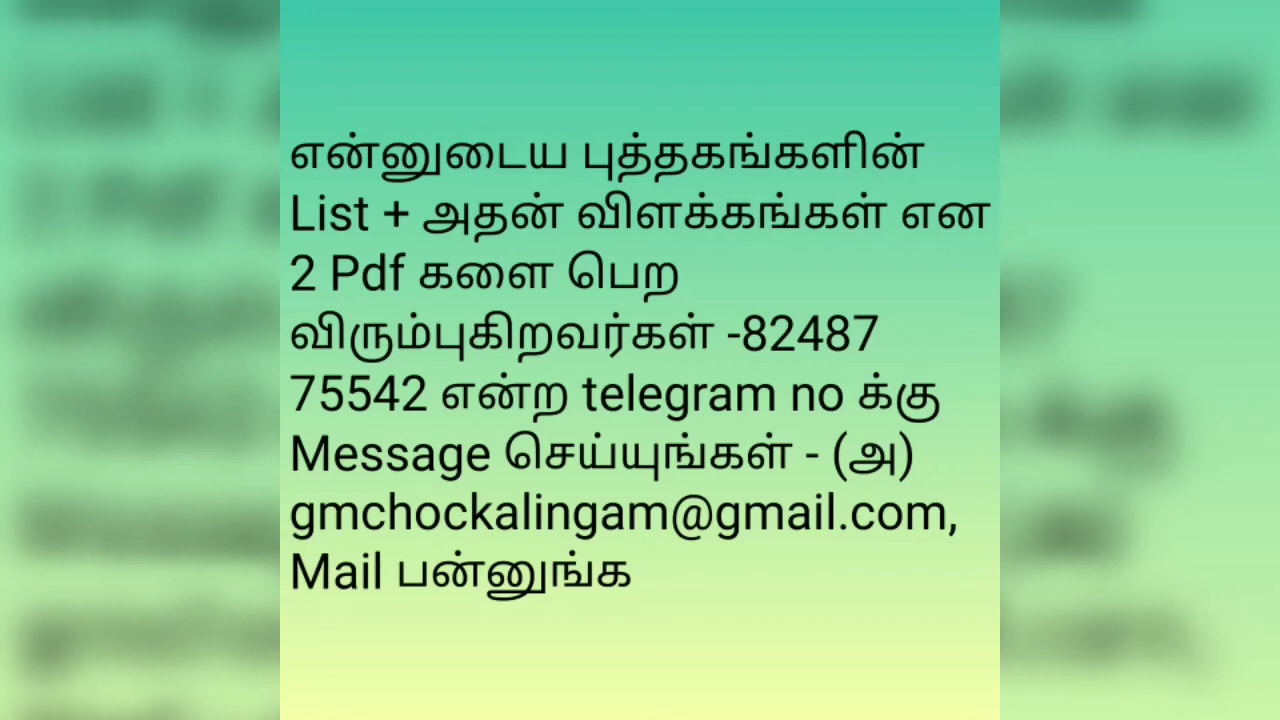 என்னுடைய புத்தகங்களின்
List + அதன் விளக்கங்கள் என
2 Pdf களை பெற
விரும்புகிறவர்கள் -82487
75542 என்ற telegram no க்கு
Message செய்யுங்கள் - (அ)
gmchockalingam@gmail.com,
Mail பன்னுங்க